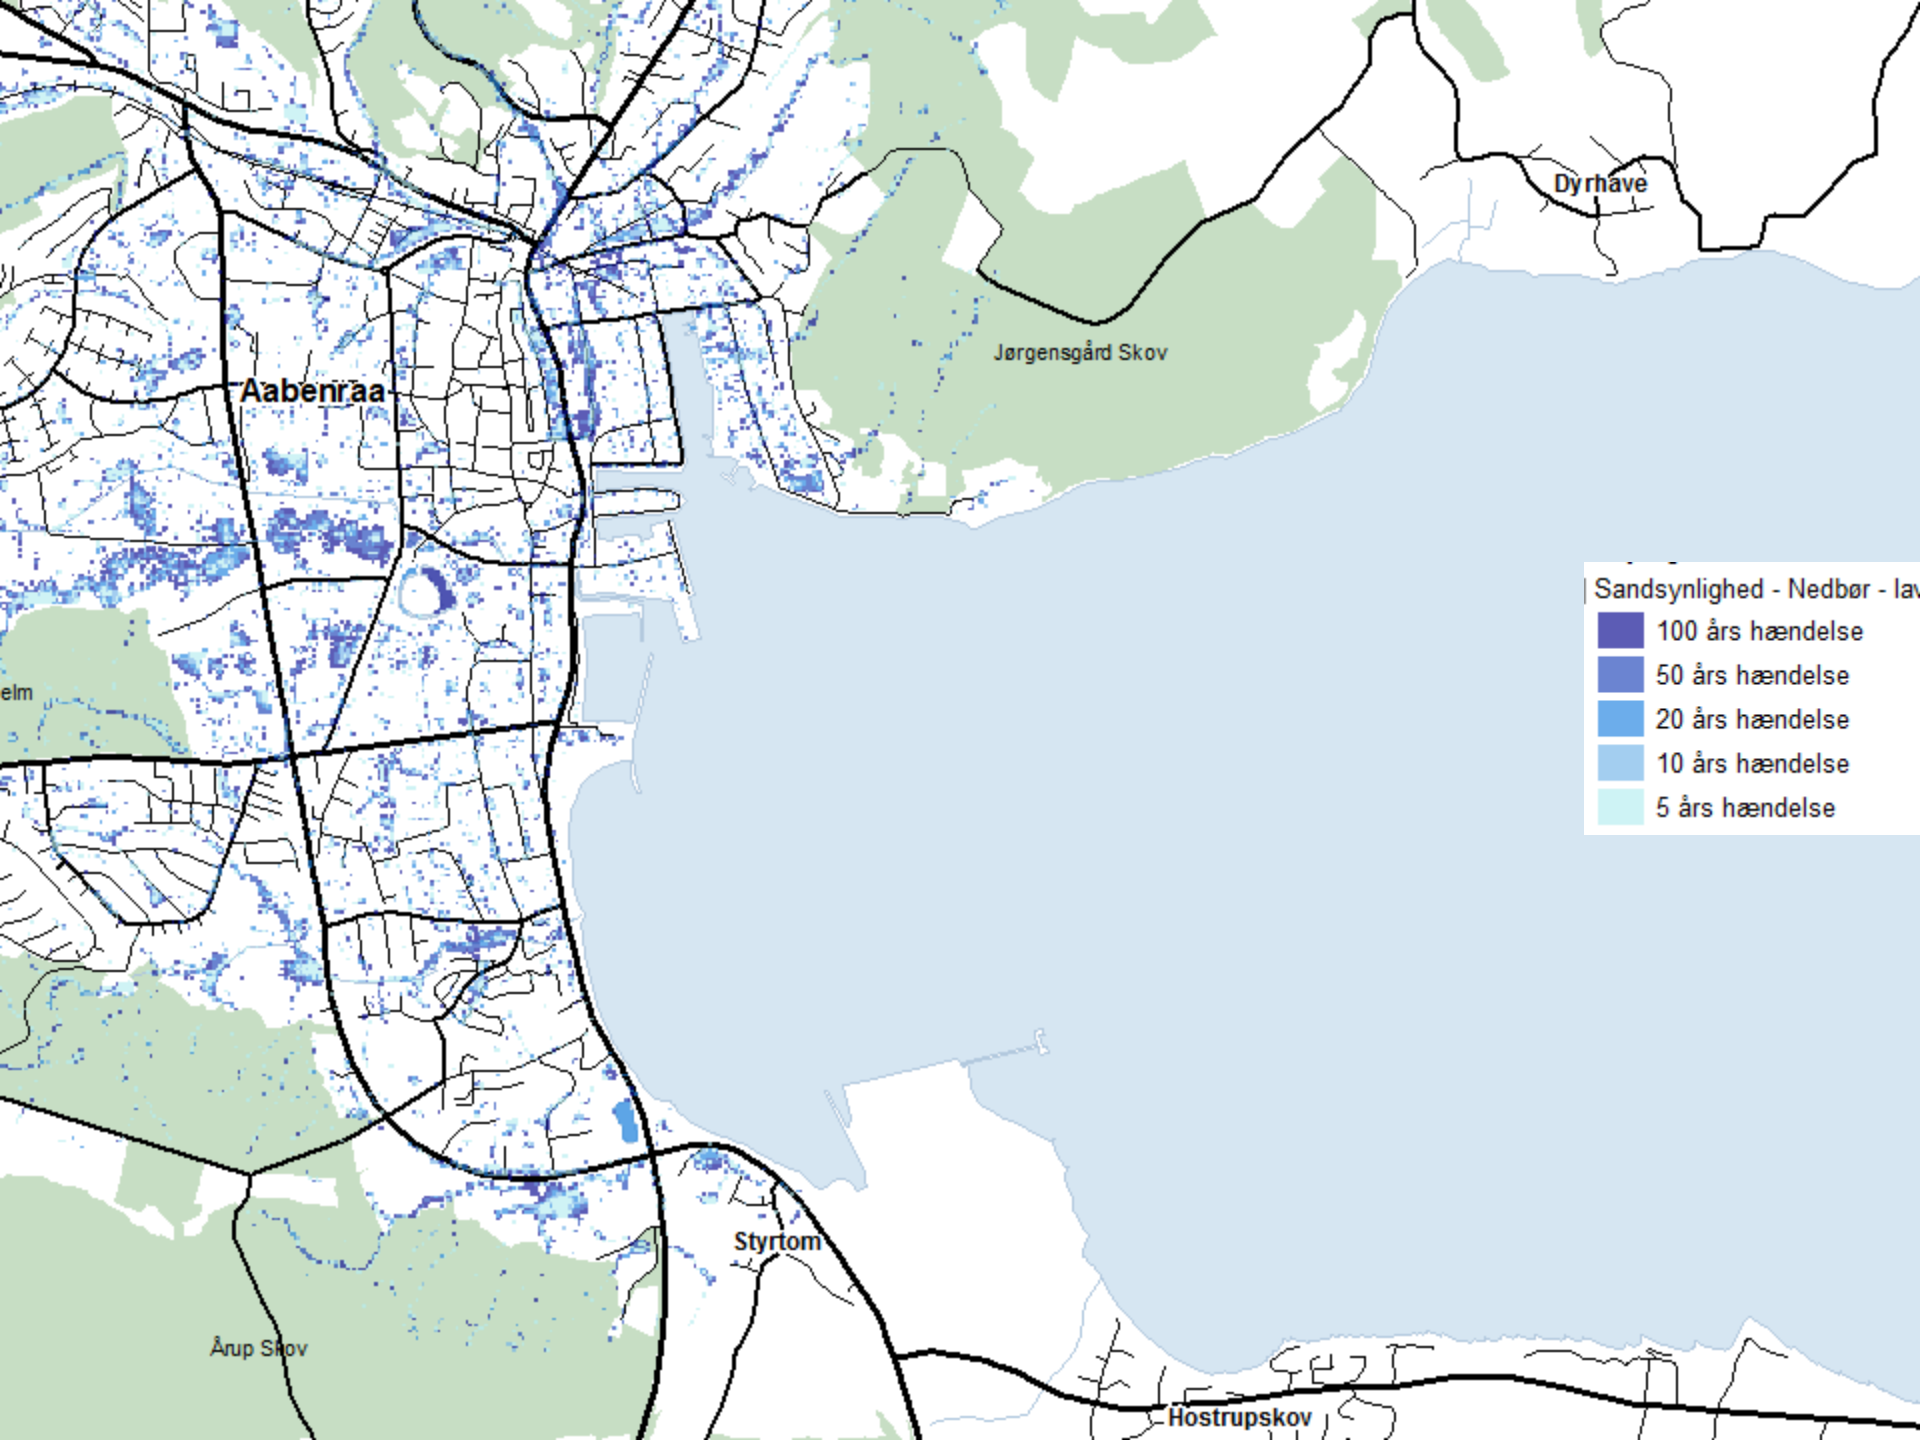 Dyrhave
Jørgensgård Skov
Aabenraa
Sandsynlighed - Nedbør - lav
100 års hændelse
50 års hændelse
20 års hændelse
10 års hændelse
5 års hændelse
elm
Styrtom
Årup Skov
Hostrupskov